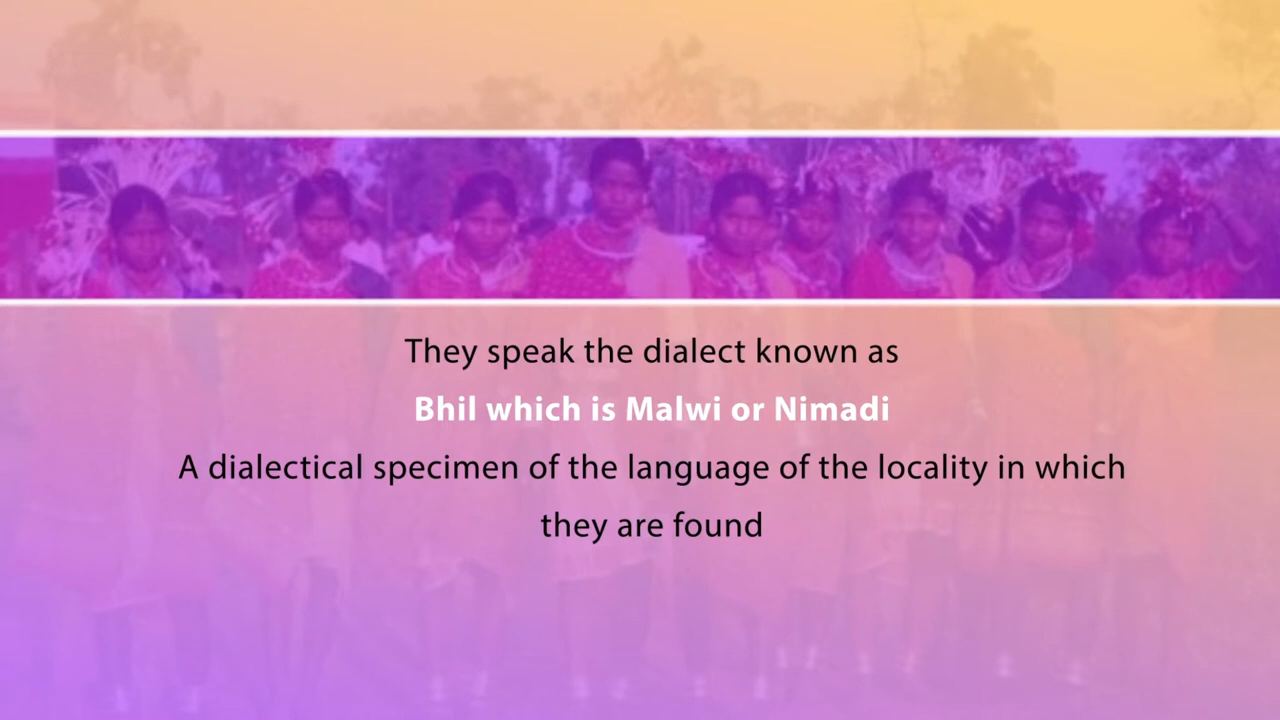 They speak the dialect known as
Bhil which is Malwi or Nimadi
A dialectical specimen of the language of the locality in which
they are found